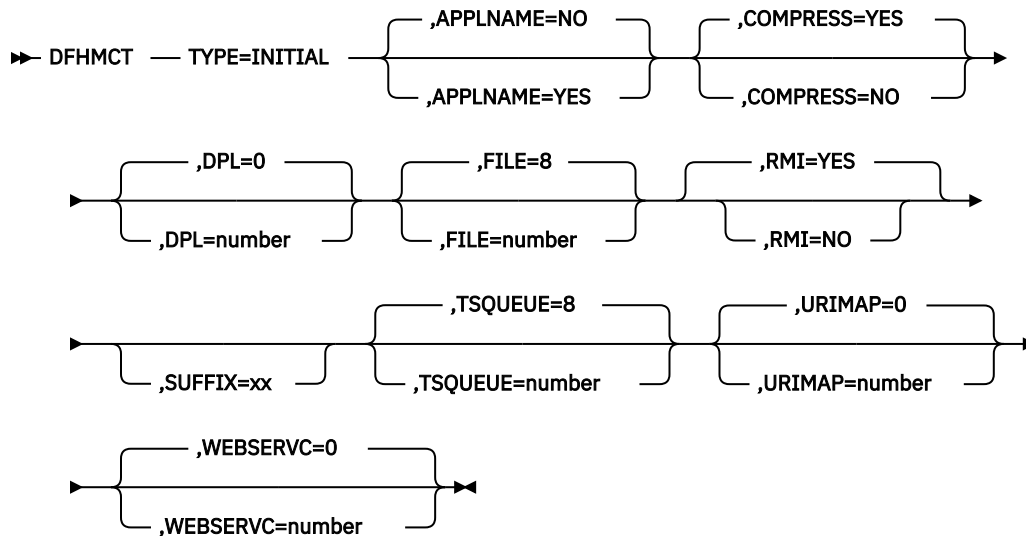 ,APPLNAME=NO ,COMPRESS=YES
DFHMCT TYPE=INITIAL
,APPLNAME=YES ,COMPRESS=NO
,DPL=0 ,FILE=8 ,RMI=YES
,DPL=number ,FILE=number ,RMI=NO
,TSQUEUE=8 ,URIMAP=0
,SUFFIX=xx ,TSQUEUE=number ,URIMAP=number
,WEBSERVC=0
,WEBSERVC=number